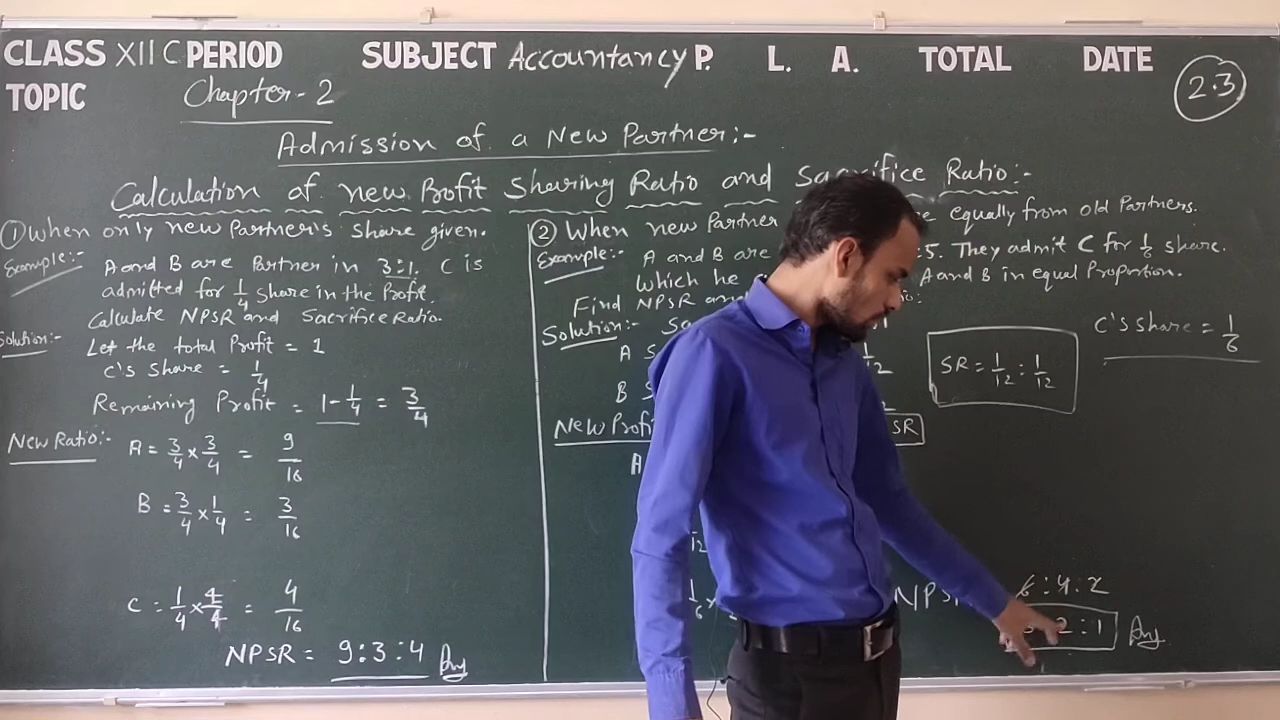 CLASS XII C PERIOD SUBJECT Accountancy P. L. A. TOTAL DATE
TOPIC Chapter-2
2.3
Admission of a New Partner:-
Calculation of new Profit Sharing Ratio and Sacrifice Ratio:-
① When only new Partner's share given.
Example:- A and B are Partner in 3:1. C is
admitted for 1/4 share in the Profit.
Calculate NPSR and Sacrifice Ratio.
Solution:- Let the total Profit = 1
C's share = 1/4
Remaining Profit = 1-1/4 = 3/4
New Ratio:- A = 3/4 x 3/4 = 9/16
B = 3/4 x 1/4 = 3/16
C = 1/4 x 4/4 = 4/16
NPSR = 9:3:4 Ans
② When new Partner equally from old Partners.
Example:- A and B are 5. They admit C for 1/6 share.
Which he A and B in equal Proportion.
Find NPSR and
Solution:-
A
B
SR = 1/12 : 1/12
C's share = 1/6
New Profit SR
A
12
1/6 x
NPS 6:4:2
2:1 Ans